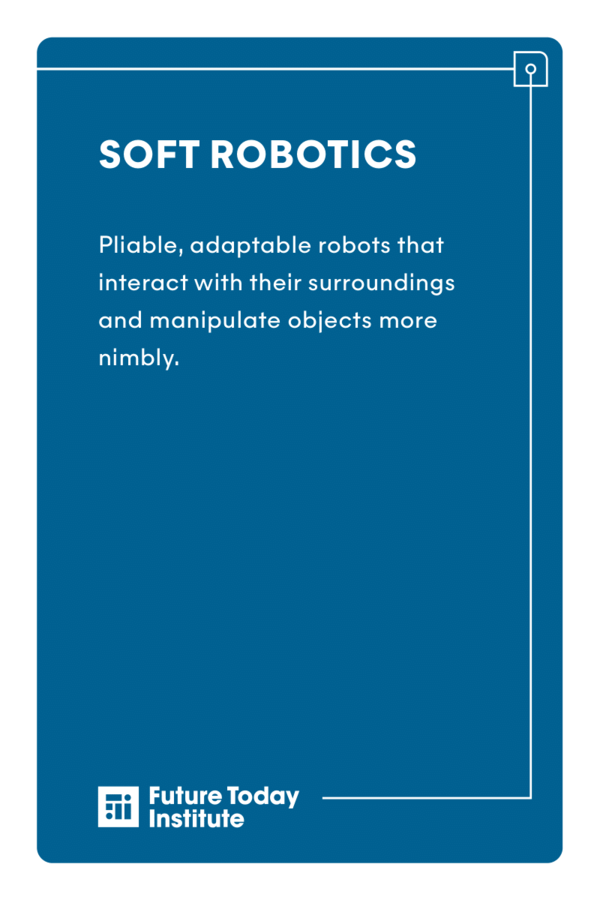 SOFT ROBOTICS
Pliable, adaptable robots that
interact with their surroundings
and manipulate objects more
nimbly.
Future Today
Institute